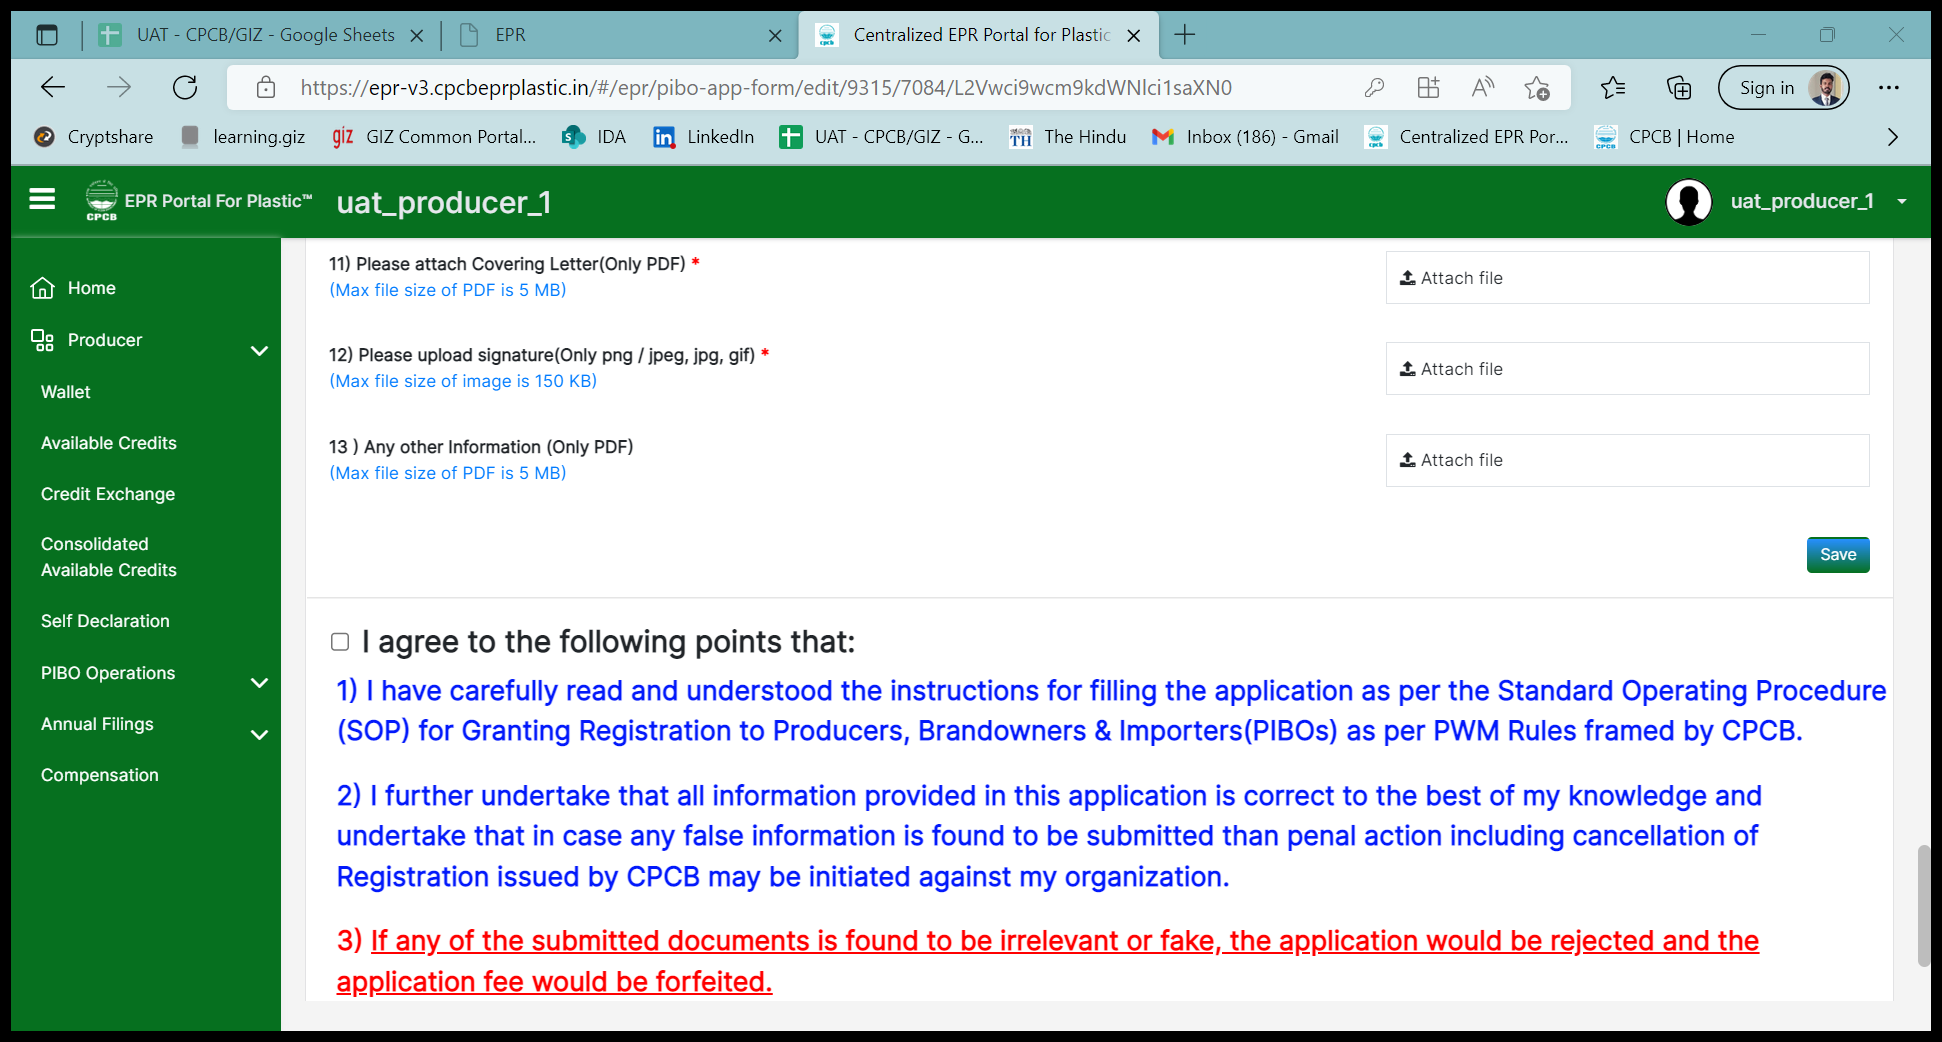 UAT - CPCB/GIZ - Google Sheets
EPR
Centralized EPR Portal for Plastic
https://epr-v3.cpcbeprplastic.in/#/epr/pibo-app-form/edit/9315/7084/L2Vwci9wcm9kdWNlci1saXN0
Sign in
Cryptshare
learning.giz
giz GIZ Common Portal...
IDA
LinkedIn
UAT - CPCB/GIZ - G...
TH The Hindu
Inbox (186) - Gmail
Centralized EPR Por...
CPCB | Home
CPCB
EPR Portal For Plastic™
uat_producer_1
uat_producer_1
Home
Producer
Wallet
Available Credits
Credit Exchange
Consolidated
Available Credits
Self Declaration
PIBO Operations
Annual Filings
Compensation
11) Please attach Covering Letter(Only PDF) *
(Max file size of PDF is 5 MB)
Attach file
12) Please upload signature(Only png / jpeg, jpg, gif) *
(Max file size of image is 150 KB)
Attach file
13 ) Any other Information (Only PDF)
(Max file size of PDF is 5 MB)
Attach file
Save
I agree to the following points that:
1) I have carefully read and understood the instructions for filling the application as per the Standard Operating Procedure
(SOP) for Granting Registration to Producers, Brandowners & Importers(PIBOs) as per PWM Rules framed by CPCB.
2) I further undertake that all information provided in this application is correct to the best of my knowledge and
undertake that in case any false information is found to be submitted than penal action including cancellation of
Registration issued by CPCB may be initiated against my organization.
3) If any of the submitted documents is found to be irrelevant or fake, the application would be rejected and the
application fee would be forfeited.